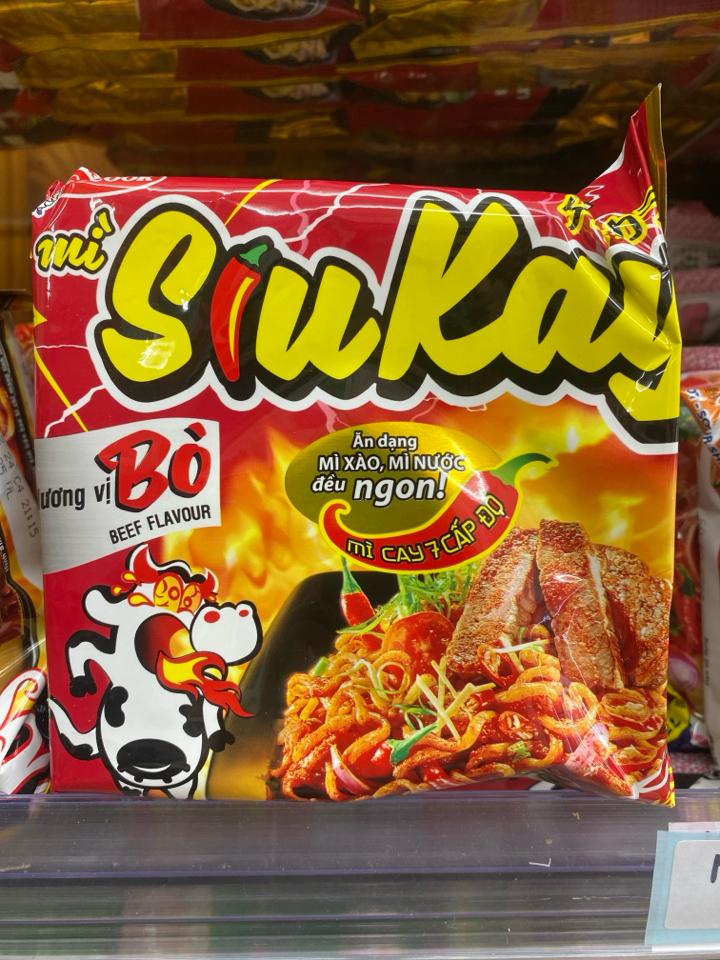 mì
SiuKay
ương vị Bò
BEEF FLAVOUR
Ăn dạng
MÌ XÀO, MÌ NƯỚC
đều ngon!
mì CAY 7 CẤP ĐỘ